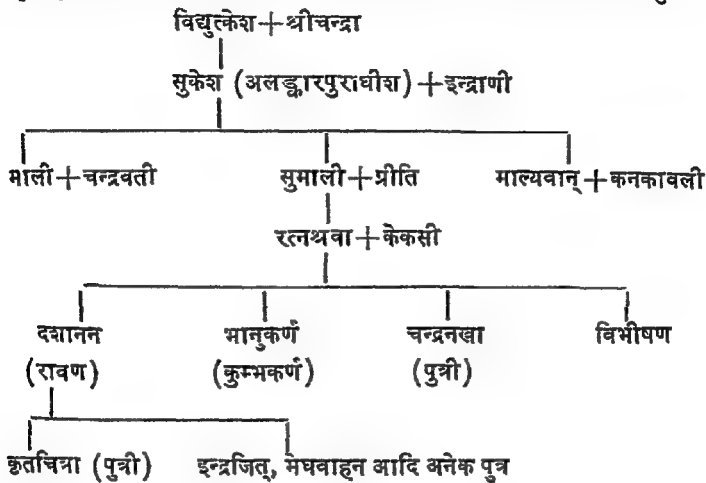 विद्युत्केश+श्रीचन्द्रा
सुकेश (अलङ्कारपुराधीश)+इन्द्राणी
माली+चन्द्रवती सुमाली+प्रीति माल्यवान्+कनकावली
रत्नश्रवा+केकसी
दशानन भानुकर्ण चन्द्रनखा विभीषण
(रावण) (कुम्भकर्ण) (पुत्री)
कृतचित्रा (पुत्री) इन्द्रजित्, मेघवाहन आदि अनेक पुत्र